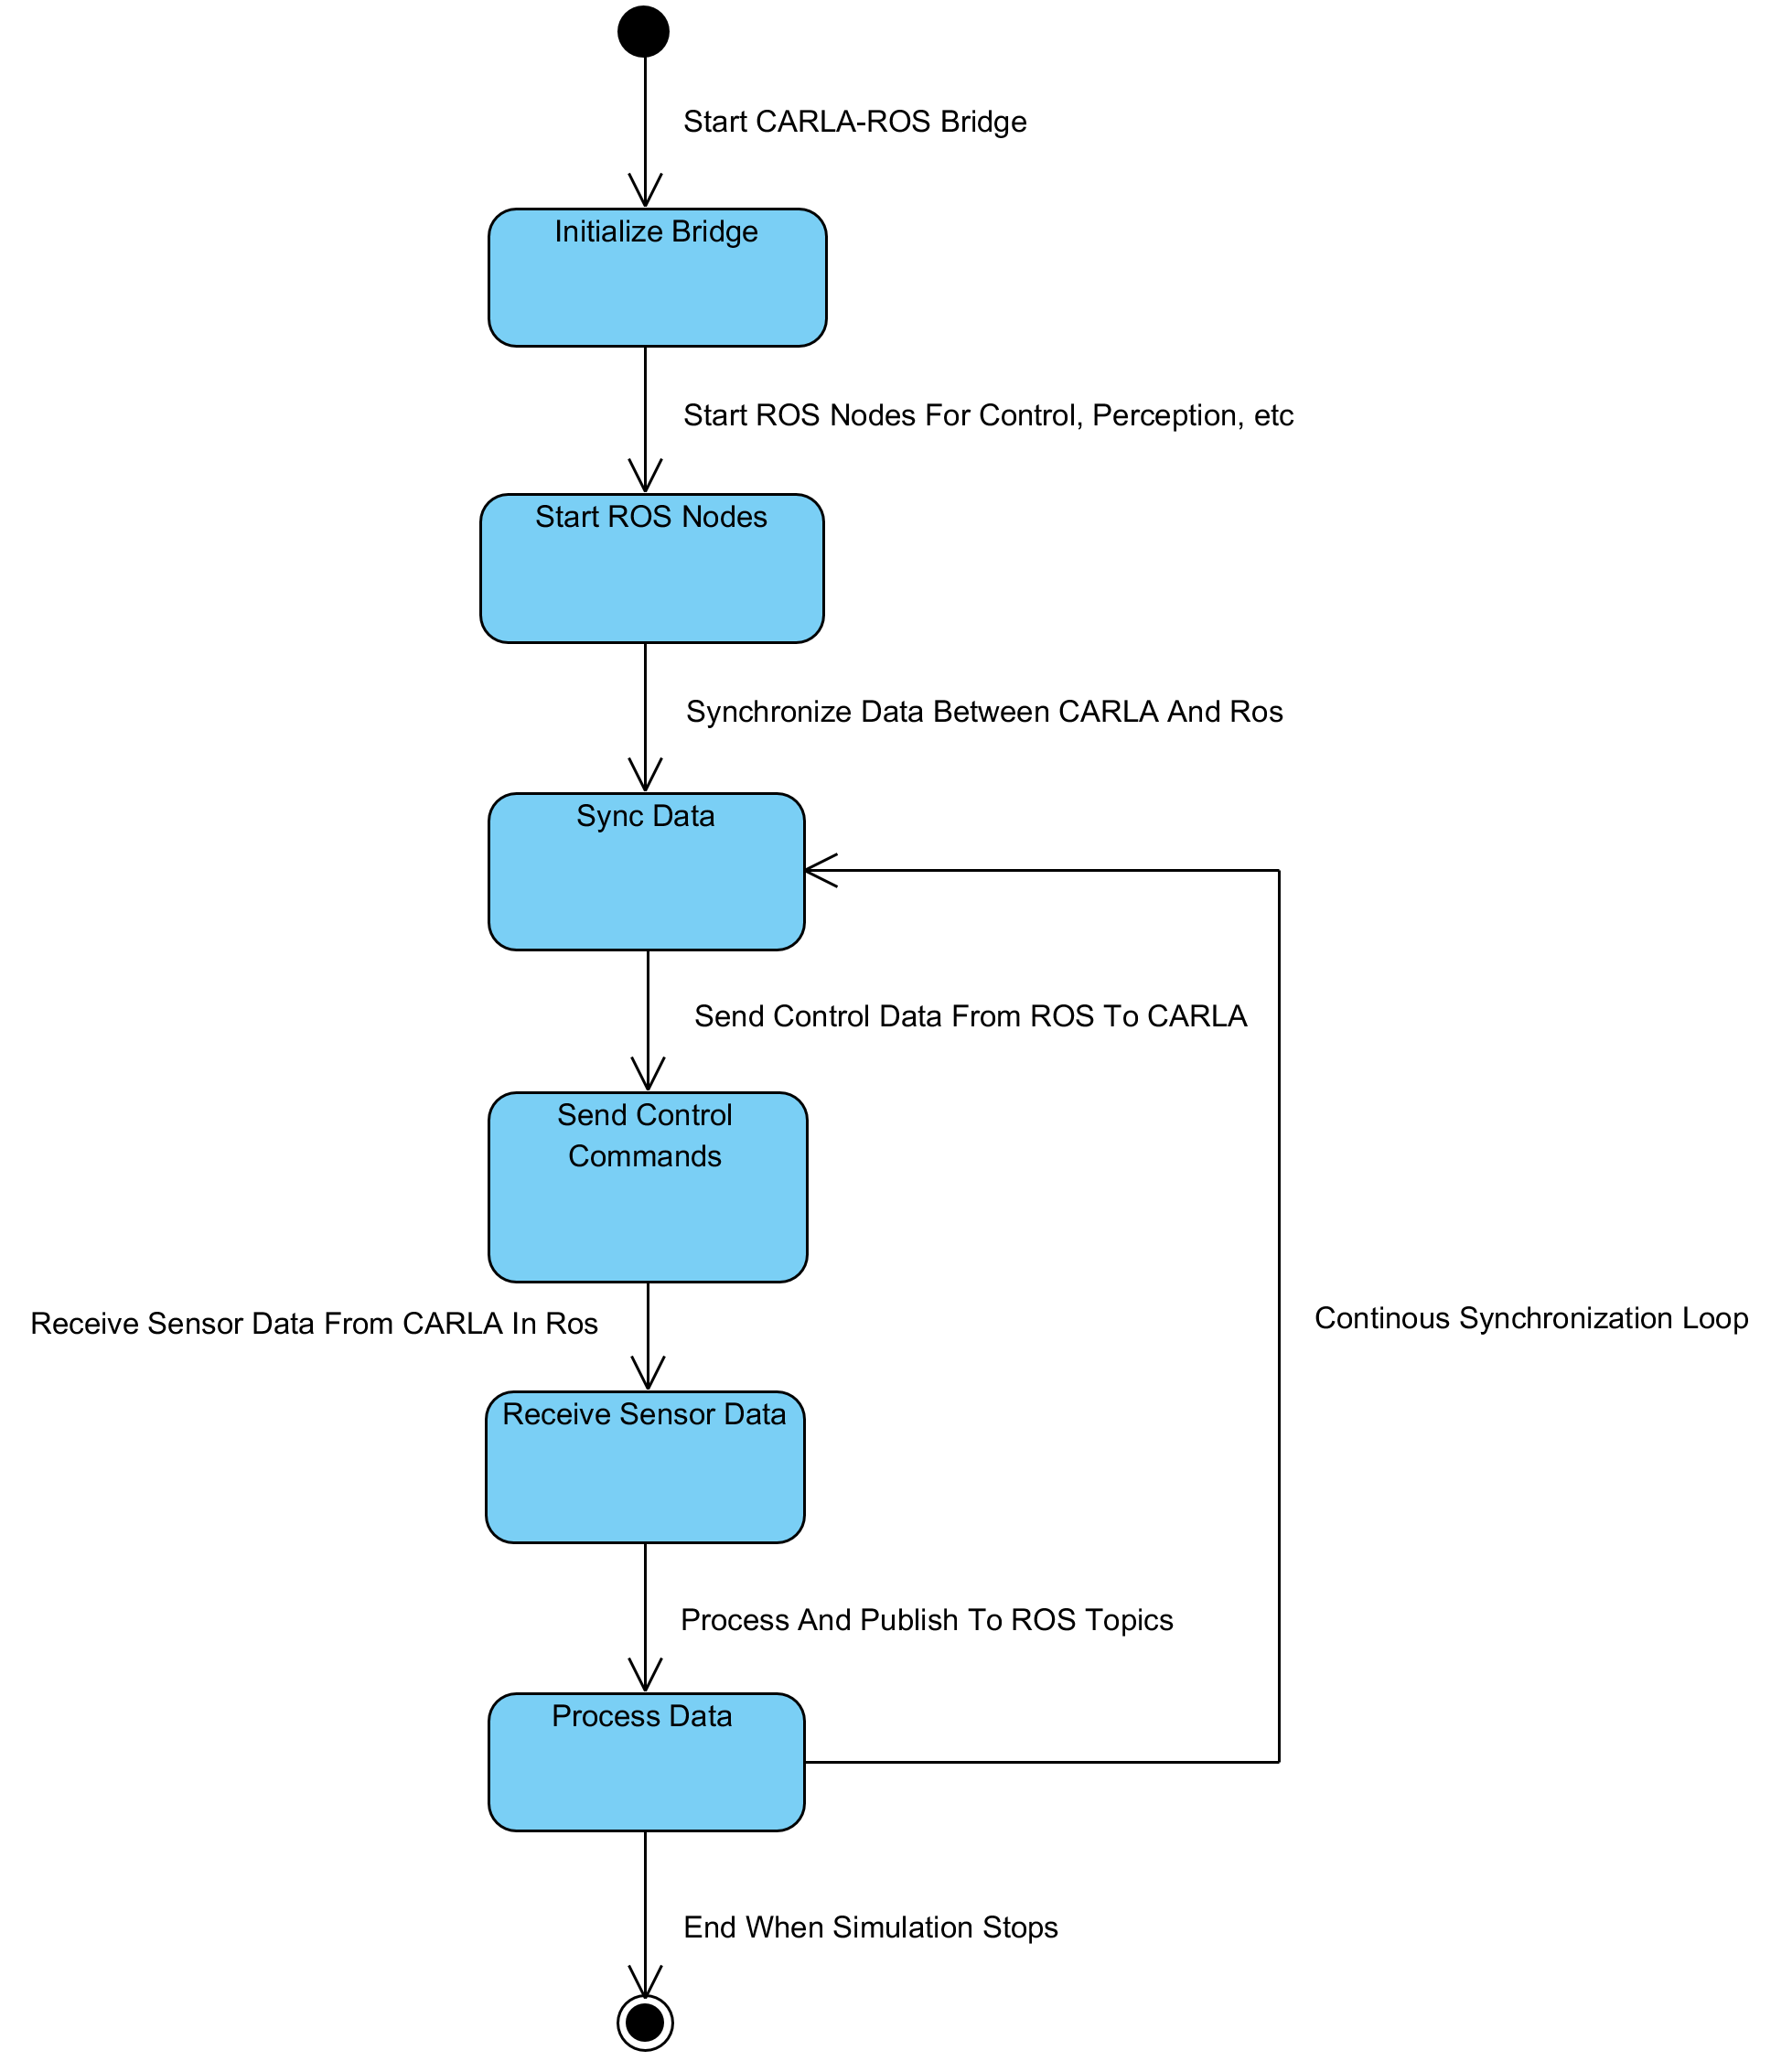 Start CARLA-ROS Bridge
Initialize Bridge
Start ROS Nodes For Control, Perception, etc
Start ROS Nodes
Synchronize Data Between CARLA And Ros
Sync Data
Send Control Data From ROS To CARLA
Send Control
Commands
Receive Sensor Data From CARLA In Ros
Continous Synchronization Loop
Receive Sensor Data
Process And Publish To ROS Topics
Process Data
End When Simulation Stops